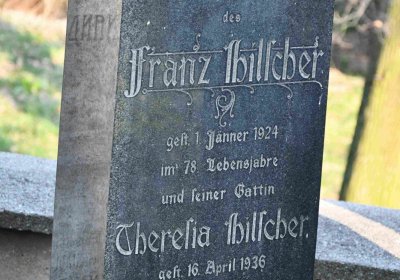 des
Franz Hilscher
gest. 1. Jänner 1924
im 78. Lebensjahre
und seiner Gattin
Theresia Hilscher.
gest. 16. April 1936